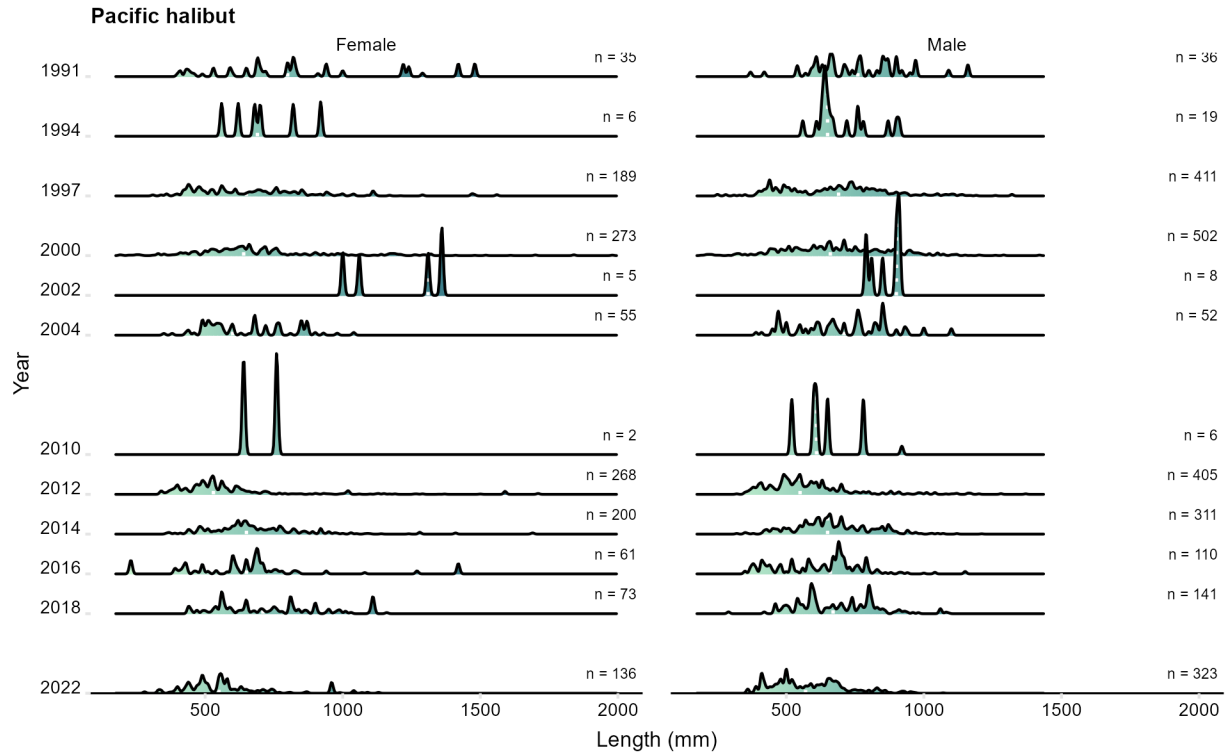 Pacific halibut
Female Male
1991 n = 35 n = 36
1994 n = 6 n = 19
1997 n = 189 n = 411
2000 n = 273 n = 502
2002 n = 5 n = 8
2004 n = 55 n = 52
Year
2010 n = 2 n = 6
2012 n = 268 n = 405
2014 n = 200 n = 311
2016 n = 61 n = 110
2018 n = 73 n = 141
2022 n = 136 n = 323
500 1000 1500 2000 500 1000 1500 2000
Length (mm)